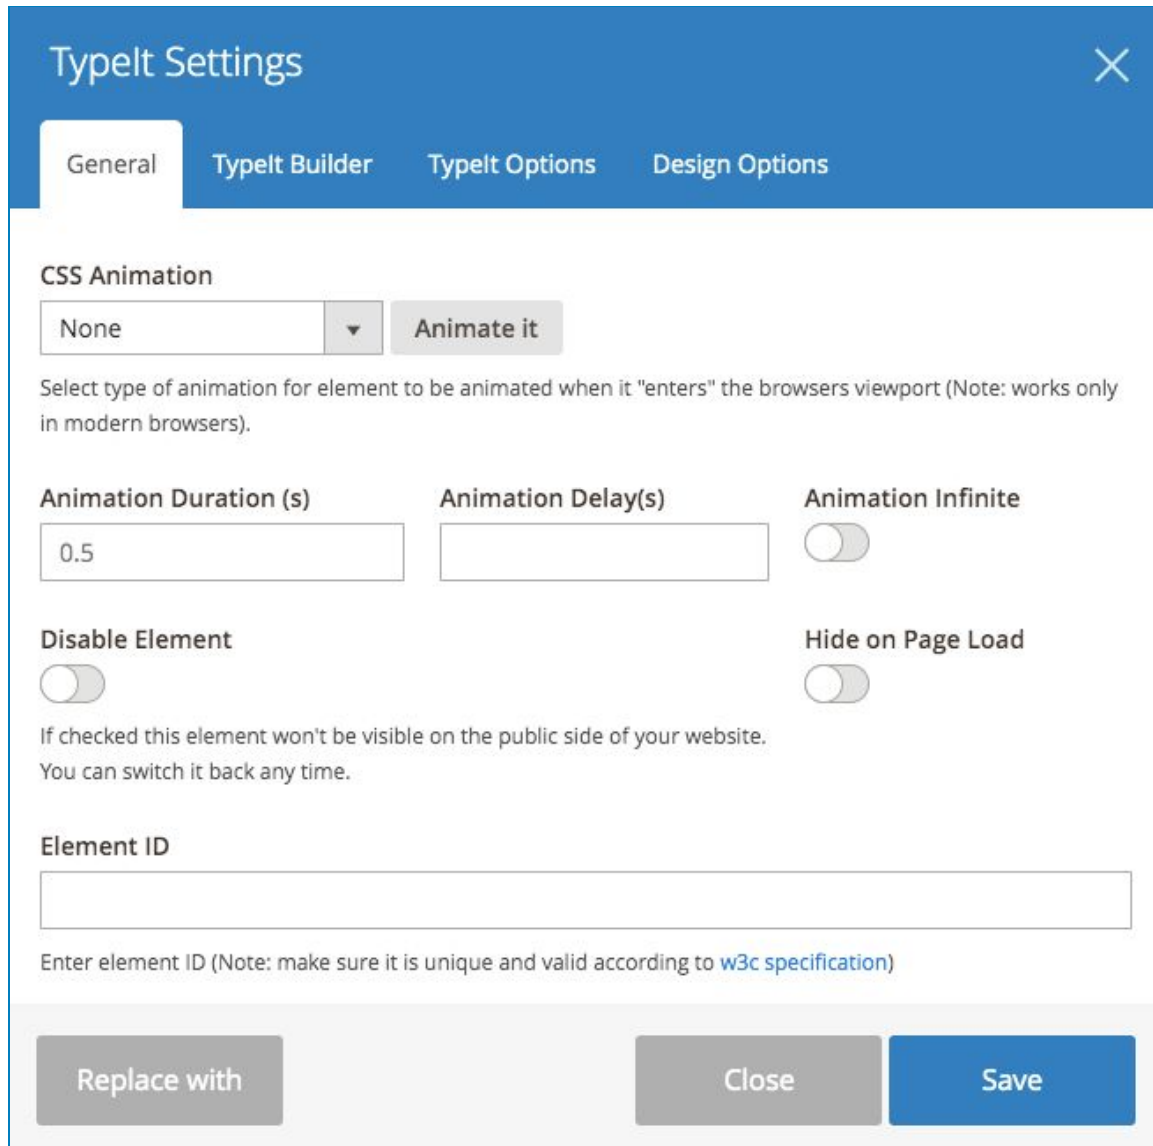 TypeIt Settings
General
TypeIt Builder
TypeIt Options
Design Options
CSS Animation
None
Animate it
Select type of animation for element to be animated when it "enters" the browsers viewport (Note: works only
in modern browsers).
Animation Duration (s)
Animation Delay(s)
Animation Infinite
0.5
Disable Element
Hide on Page Load
If checked this element won't be visible on the public side of your website.
You can switch it back any time.
Element ID
Enter element ID (Note: make sure it is unique and valid according to w3c specification)
Replace with
Close
Save